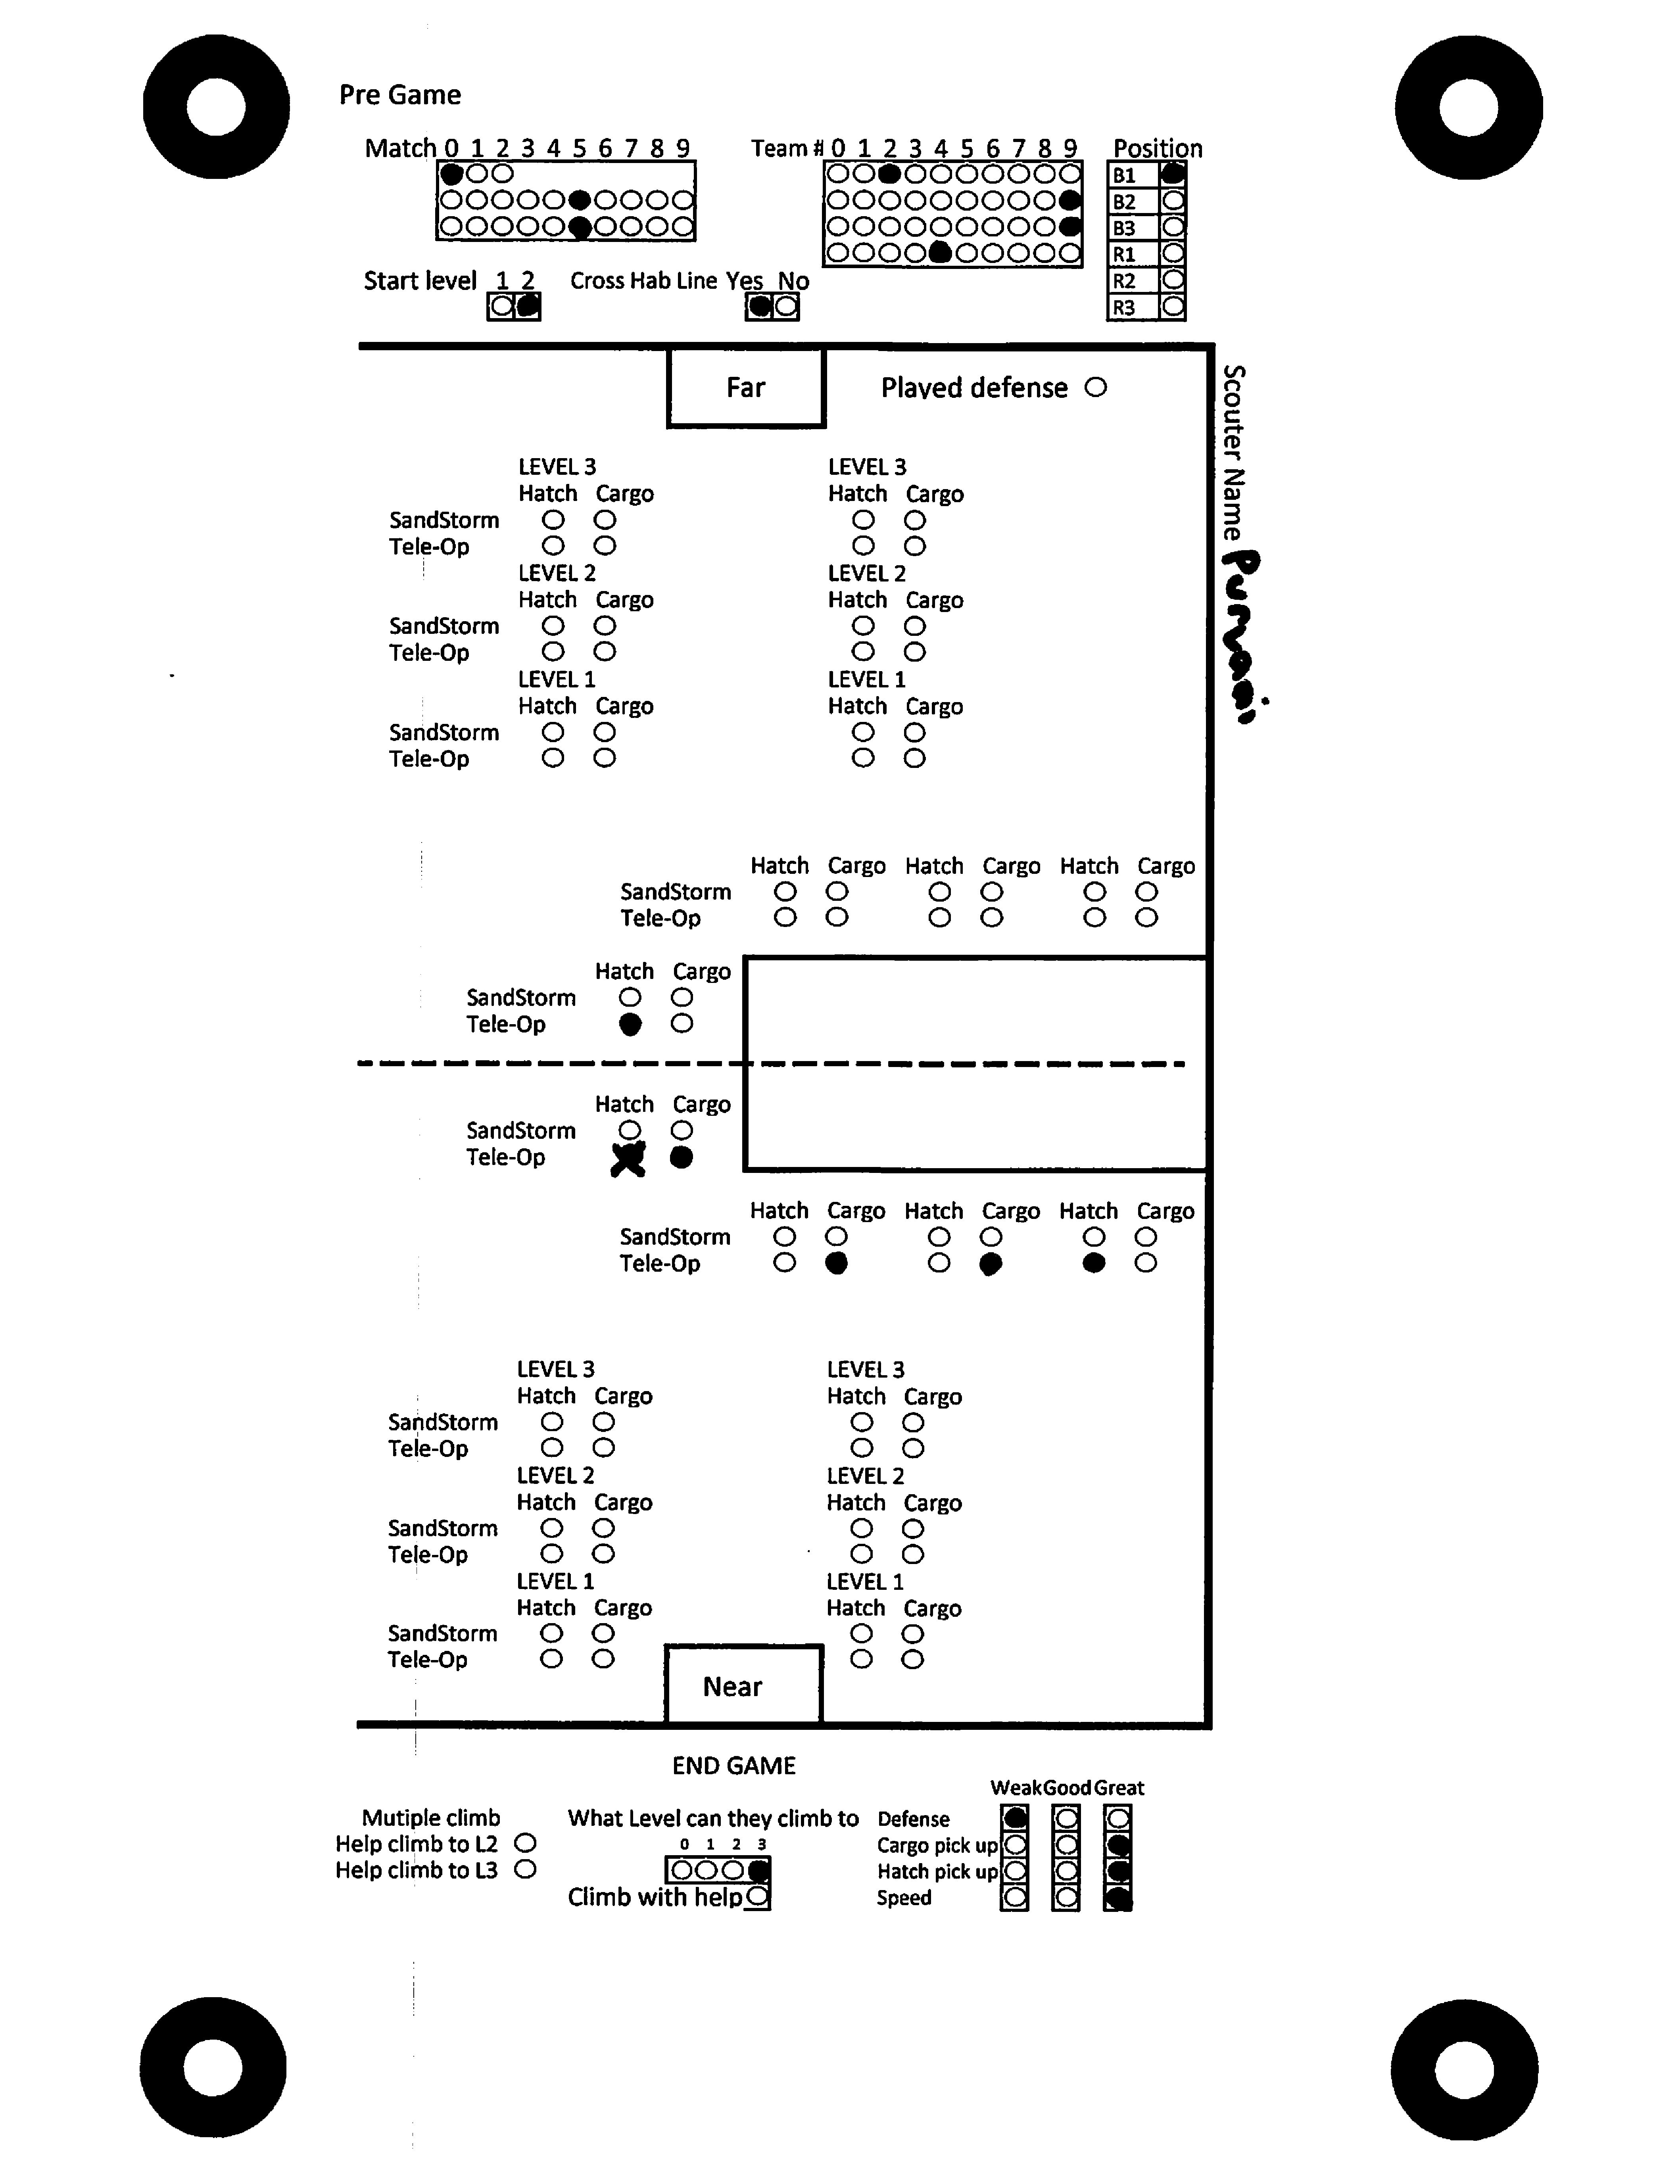 Pre Game
Match 0 1 2 3 4 5 6 7 8 9
Team # 0 1 2 3 4 5 6 7 8 9
Position
B1
B2
B3
R1
R2
R3
Start level 1 2
Cross Hab Line Yes No
Far
Played defense
Scouter Name
LEVEL 3 LEVEL 3
Hatch Cargo Hatch Cargo
SandStorm
Tele-Op
LEVEL 2 LEVEL 2
Hatch Cargo Hatch Cargo
SandStorm
Tele-Op
LEVEL 1 LEVEL 1
Hatch Cargo Hatch Cargo
SandStorm
Tele-Op
Hatch Cargo Hatch Cargo Hatch Cargo
SandStorm
Tele-Op
Hatch Cargo
SandStorm
Tele-Op
Hatch Cargo
SandStorm
Tele-Op
Hatch Cargo Hatch Cargo Hatch Cargo
SandStorm
Tele-Op
LEVEL 3 LEVEL 3
Hatch Cargo Hatch Cargo
SandStorm
Tele-Op
LEVEL 2 LEVEL 2
Hatch Cargo Hatch Cargo
SandStorm
Tele-Op
LEVEL 1 LEVEL 1
Hatch Cargo Hatch Cargo
SandStorm
Tele-Op
Near
END GAME
Mutiple climb
Help climb to L2
Help climb to L3
What Level can they climb to
0 1 2 3
Climb with help
Weak Good Great
Defense
Cargo pick up
Hatch pick up
Speed